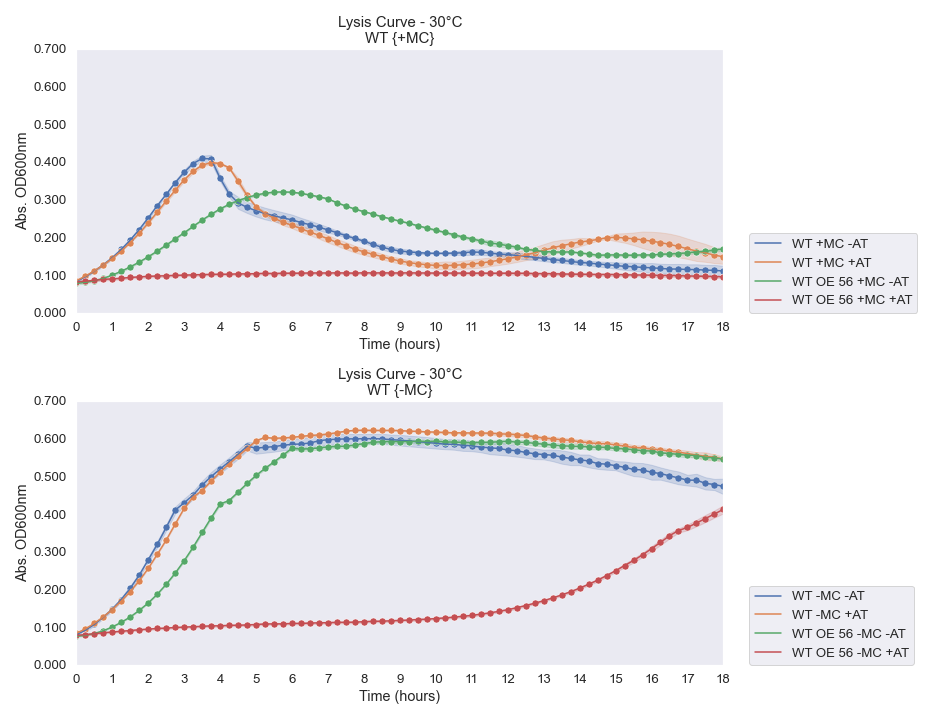 Lysis Curve - 30°C
WT {+MC}
0.700
0.600
0.500
0.400
0.300
0.200
0.100
0.000
Abs. OD600nm
0 1 2 3 4 5 6 7 8 9 10 11 12 13 14 15 16 17 18
Time (hours)
WT +MC -AT
WT +MC +AT
WT OE 56 +MC -AT
WT OE 56 +MC +AT
Lysis Curve - 30°C
WT {-MC}
0.700
0.600
0.500
0.400
0.300
0.200
0.100
0.000
Abs. OD600nm
0 1 2 3 4 5 6 7 8 9 10 11 12 13 14 15 16 17 18
Time (hours)
WT -MC -AT
WT -MC +AT
WT OE 56 -MC -AT
WT OE 56 -MC +AT